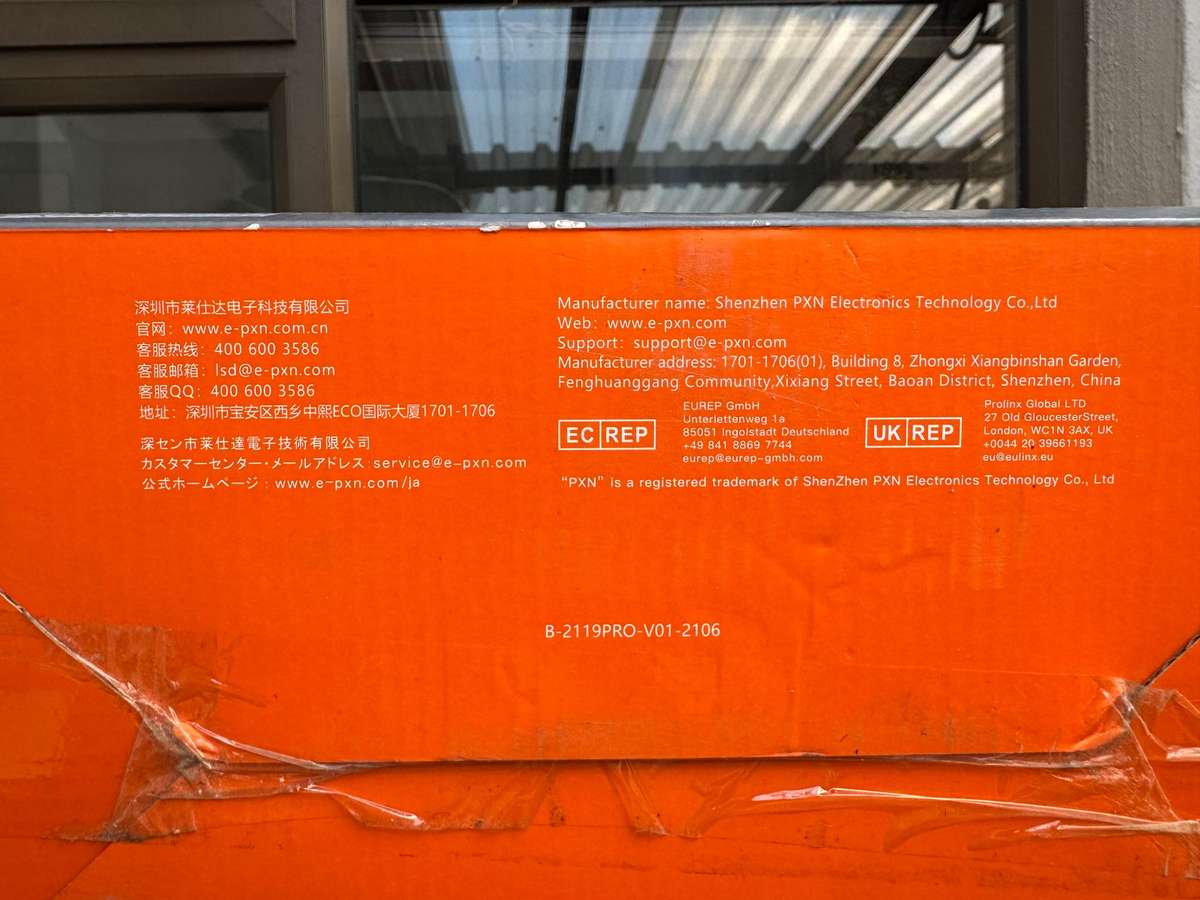 深圳市莱仕达电子科技有限公司
官网：www.e-pxn.com.cn
客服热线：400 600 3586
客服邮箱：lsd@e-pxn.com
客服QQ：400 600 3586
地址：深圳市宝安区西乡中熙ECO国际大厦1701-1706
深セン市莱仕達電子技術有限公司
カスタマーセンター・メールアドレス:service@e-pxn.com
公式ホームページ：www.e-pxn.com/ja
Manufacturer name: Shenzhen PXN Electronics Technology Co.,Ltd
Web：www.e-pxn.com
Support：support@e-pxn.com
Manufacturer address: 1701-1706(01), Building 8, Zhongxi Xiangbinshan Garden,
Fenghuanggang Community,Xixiang Street, Baoan District, Shenzhen, China
EC REP
EUREP GmbH
Unterlettenweg 1a
85051 Ingolstadt Deutschland
+49 841 8869 7744
eurep@eurep-gmbh.com
UK REP
Prolinx Global LTD
27 Old GloucesterStreet,
London, WC1N 3AX, UK
+0044 20 39661193
eu@eulinx.eu
“PXN” is a registered trademark of ShenZhen PXN Electronics Technology Co., Ltd
B-2119PRO-V01-2106